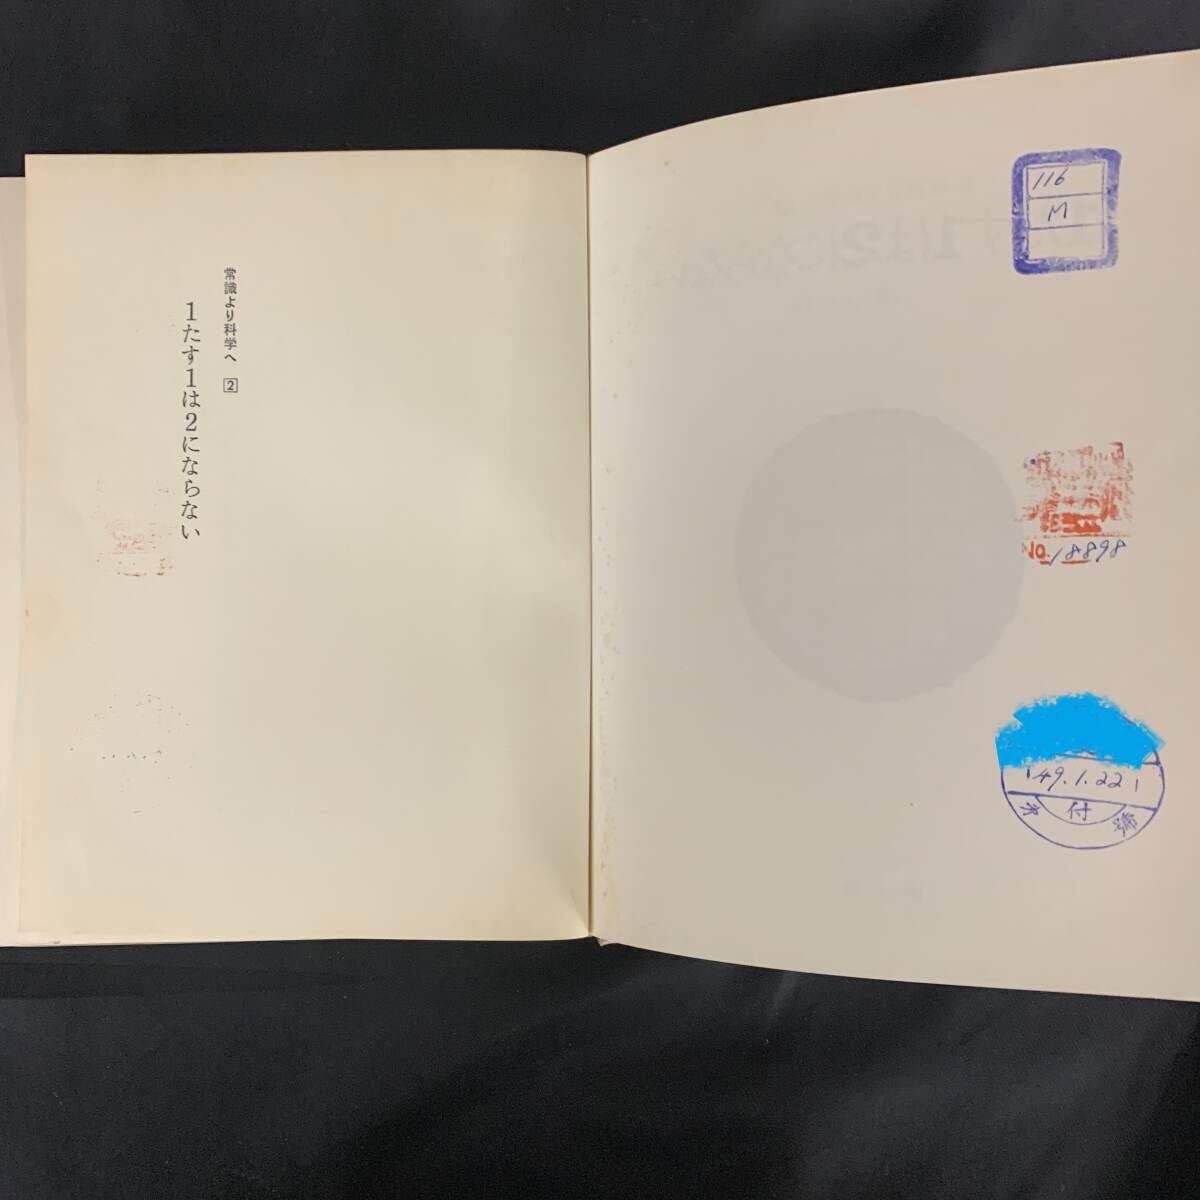 常識より科学へ 2
1たす1は2にならない
116
M
NO. 18898
'49.1.22
付